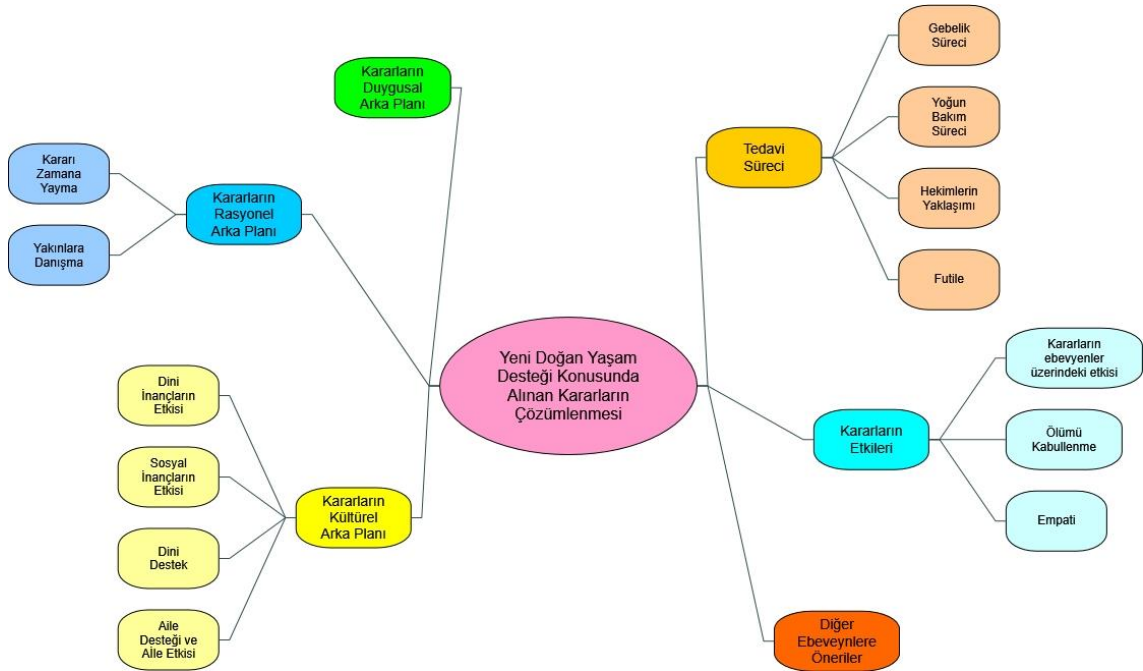 Gebelik
Süreci
Kararların
Duygusal
Arka Planı
Yoğun
Bakım
Süreci
Tedavi
Süreci
Kararı
Zamana
Yayma
Hekimlerin
Yaklaşımı
Kararların
Rasyonel
Arka Planı
Yakınlara
Danışma
Futile
Yeni Doğan Yaşam
Desteği Konusunda
Alınan Kararların
Çözümlenmesi
Kararların
ebevyenler
üzerindeki etkisi
Dini
İnançların
Etkisi
Kararların
Etkileri
Ölümü
Kabullenme
Sosyal
İnançların
Etkisi
Kararların
Kültürel
Arka Planı
Empati
Dini
Destek
Aile
Desteği ve
Aİle Etkisi
Diğer
Ebeveynlere
Öneriler